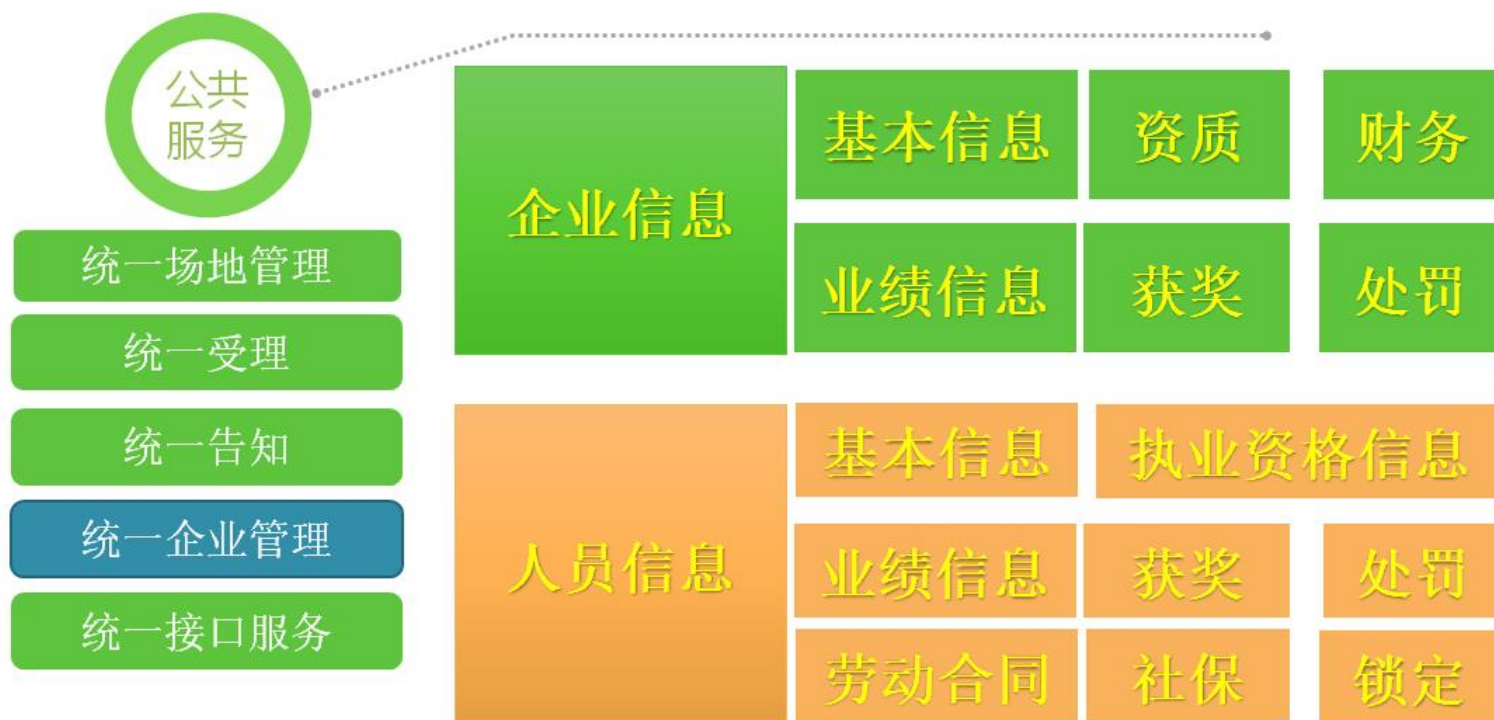 公共
服务
统一场地管理
统一受理
统一告知
统一企业管理
统一接口服务
企业信息
基本信息 资质 财务
业绩信息 获奖 处罚
人员信息
基本信息 执业资格信息
业绩信息 获奖 处罚
劳动合同 社保 锁定